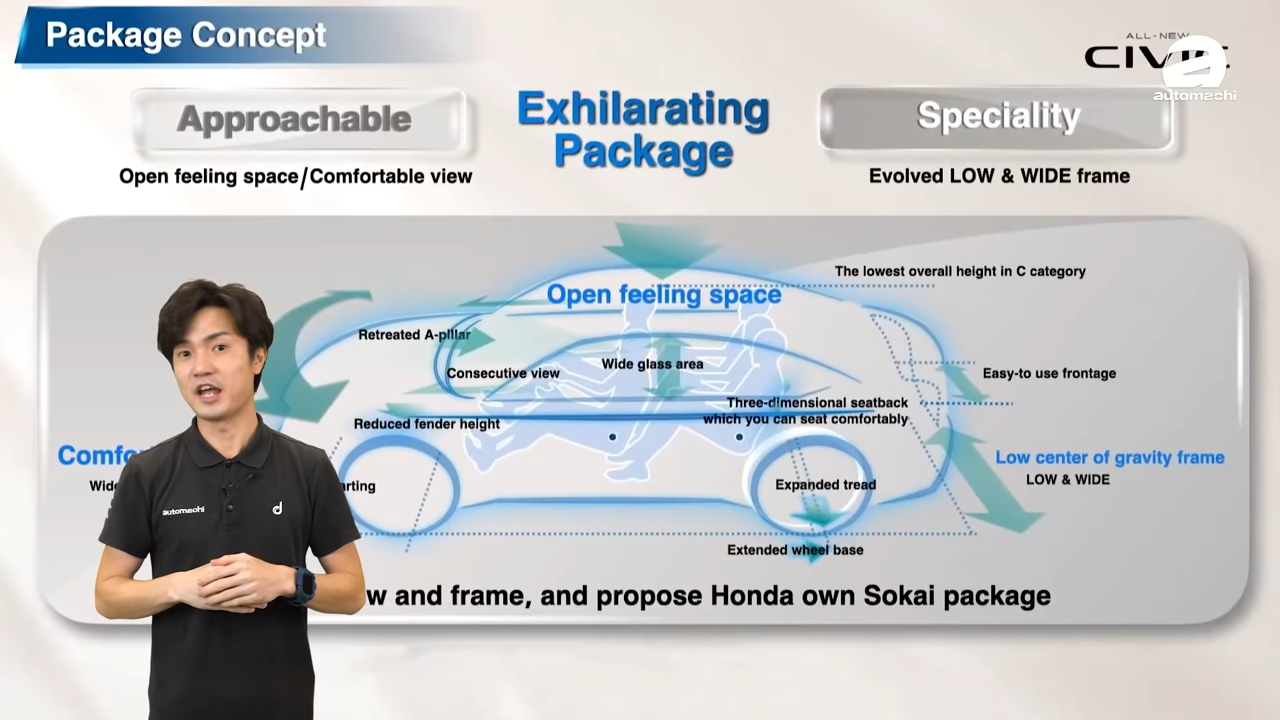 Package Concept
ALL-NEW
automachi
Approachable
Exhilarating
Package
Speciality
Open feeling space/Comfortable view
Evolved LOW & WIDE frame
The lowest overall height in C category
Open feeling space
Retreated A-pillar
Wide glass area
Consecutive view
Easy-to use frontage
Three-dimensional seatback
which you can seat comfortably
Reduced fender height
Low center of gravity frame
LOW & WIDE
Expanded tread
automachi
d
Extended wheel base
and frame, and propose Honda own Sokai package